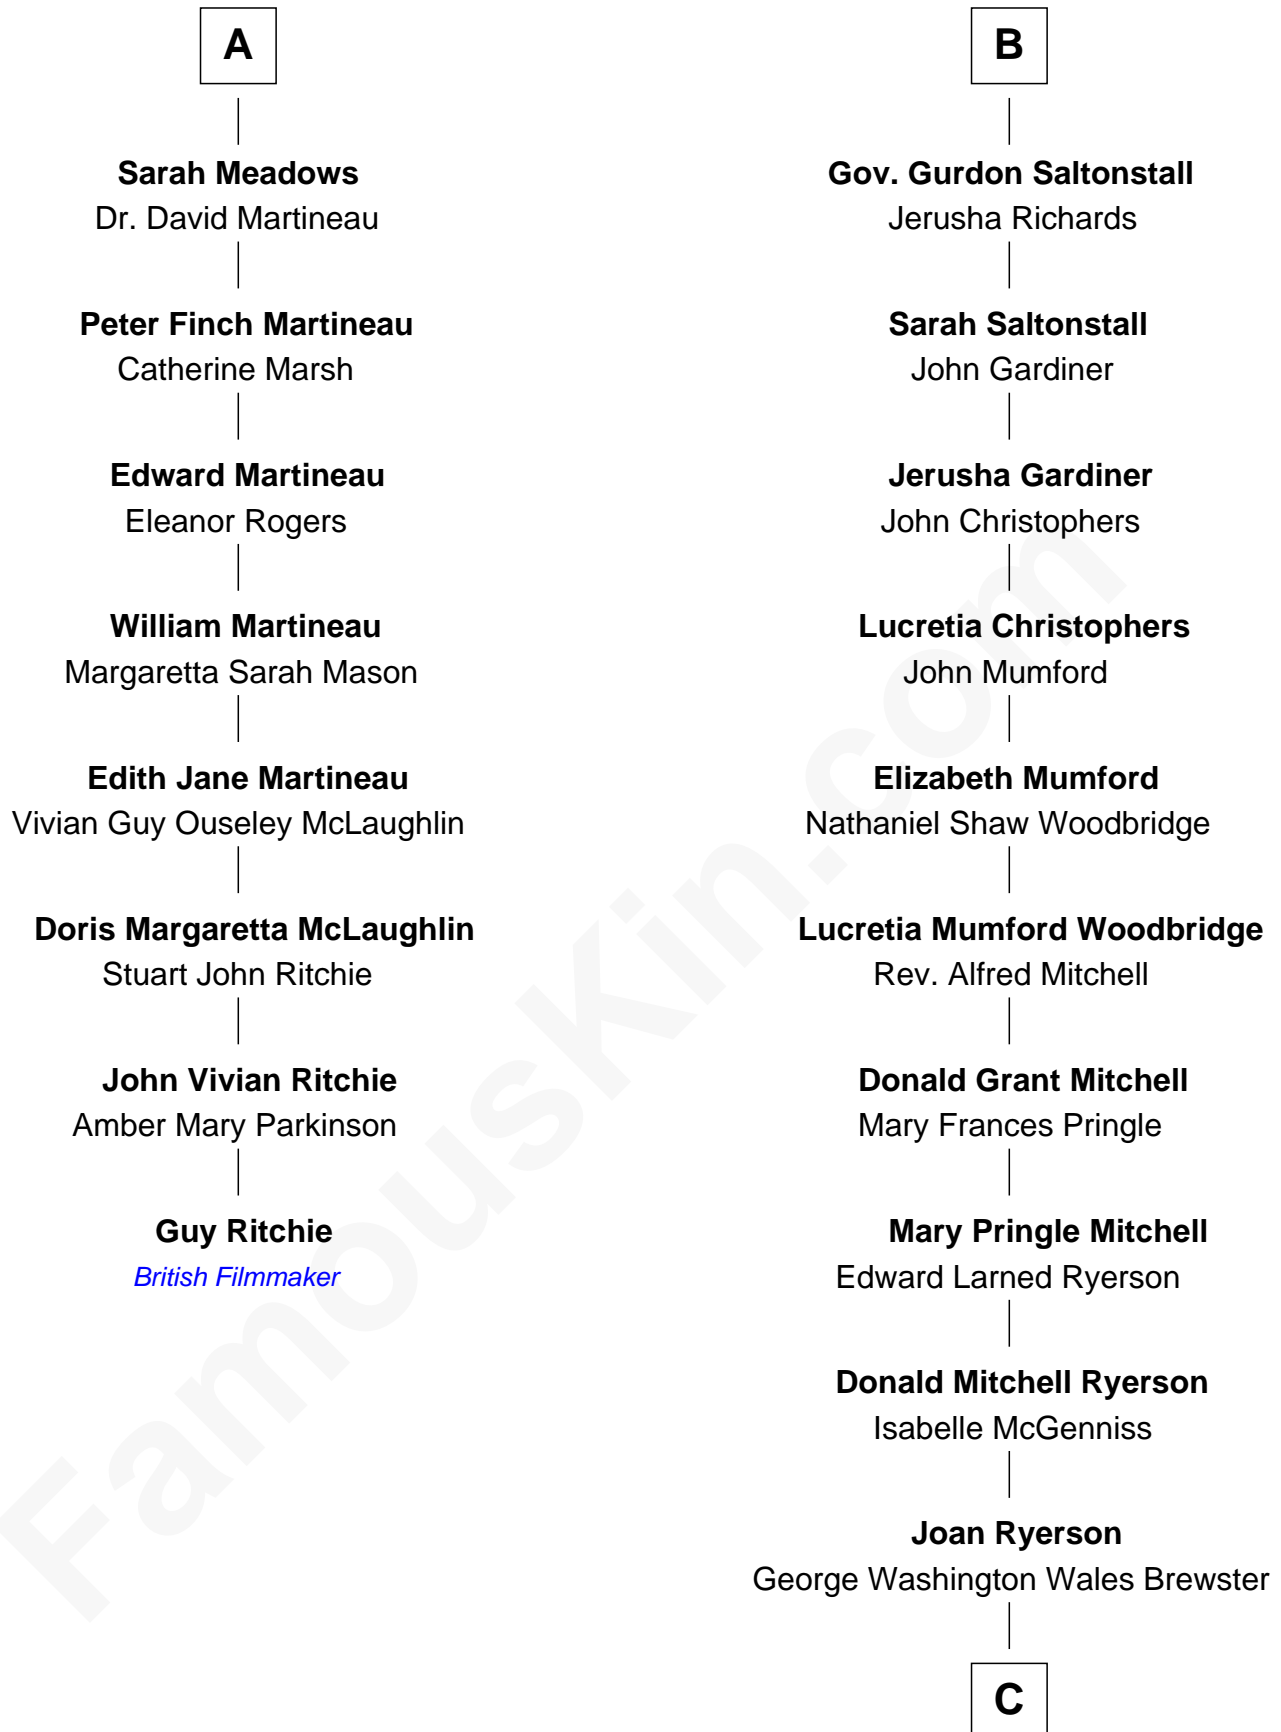 A
Sarah Meadows
Dr. David Martineau
Peter Finch Martineau
Catherine Marsh
Edward Martineau
Eleanor Rogers
William Martineau
Margaretta Sarah Mason
Edith Jane Martineau
Vivian Guy Ouseley McLaughlin
Doris Margaretta McLaughlin
Stuart John Ritchie
John Vivian Ritchie
Amber Mary Parkinson
Guy Ritchie
British Filmmaker
B
Gov. Gurdon Saltonstall
Jerusha Richards
Sarah Saltonstall
John Gardiner
Jerusha Gardiner
John Christophers
Lucretia Christophers
John Mumford
Elizabeth Mumford
Nathaniel Shaw Woodbridge
Lucretia Mumford Woodbridge
Rev. Alfred Mitchell
Donald Grant Mitchell
Mary Frances Pringle
Mary Pringle Mitchell
Edward Larned Ryerson
Donald Mitchell Ryerson
Isabelle McGenniss
Joan Ryerson
George Washington Wales Brewster
C
FamousKin.com